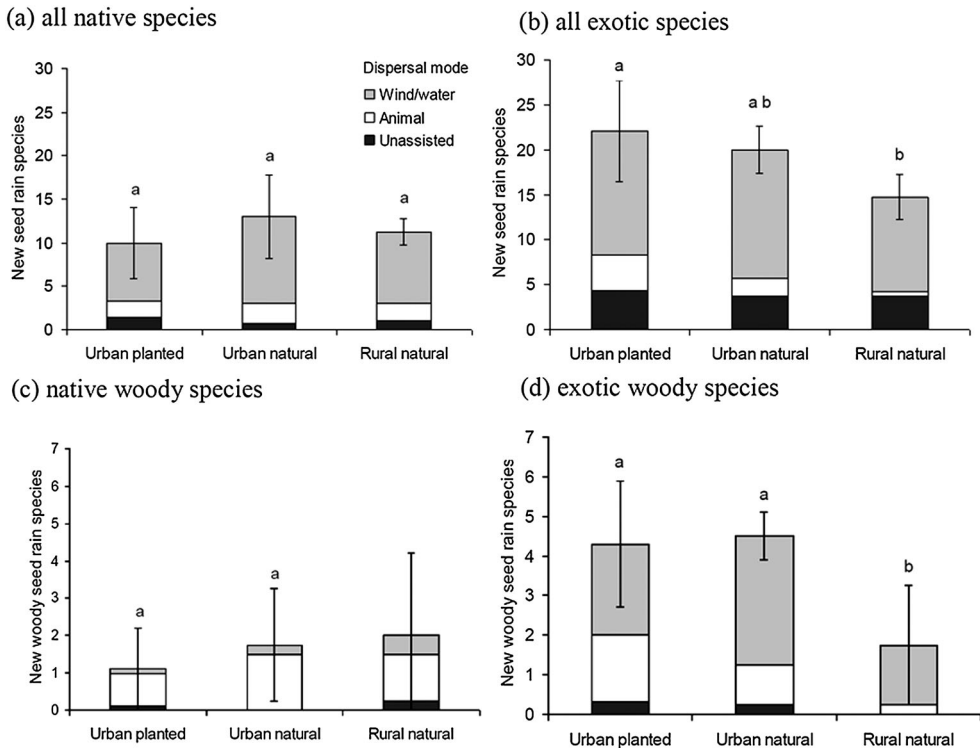 (a) all native species
30
25
20
15
10
5
0
New seed rain species
Dispersal mode
Wind/water
Animal
Unassisted
a
a
a
Urban planted
Urban natural
Rural natural
(b) all exotic species
30
25
20
15
10
5
0
New seed rain species
a
a b
b
Urban planted
Urban natural
Rural natural
(c) native woody species
7
6
5
4
3
2
1
0
New woody seed rain species
a
a
Urban planted
Urban natural
Rural natural
(d) exotic woody species
7
6
5
4
3
2
1
0
New woody seed rain species
a
a
b
Urban planted
Urban natural
Rural natural